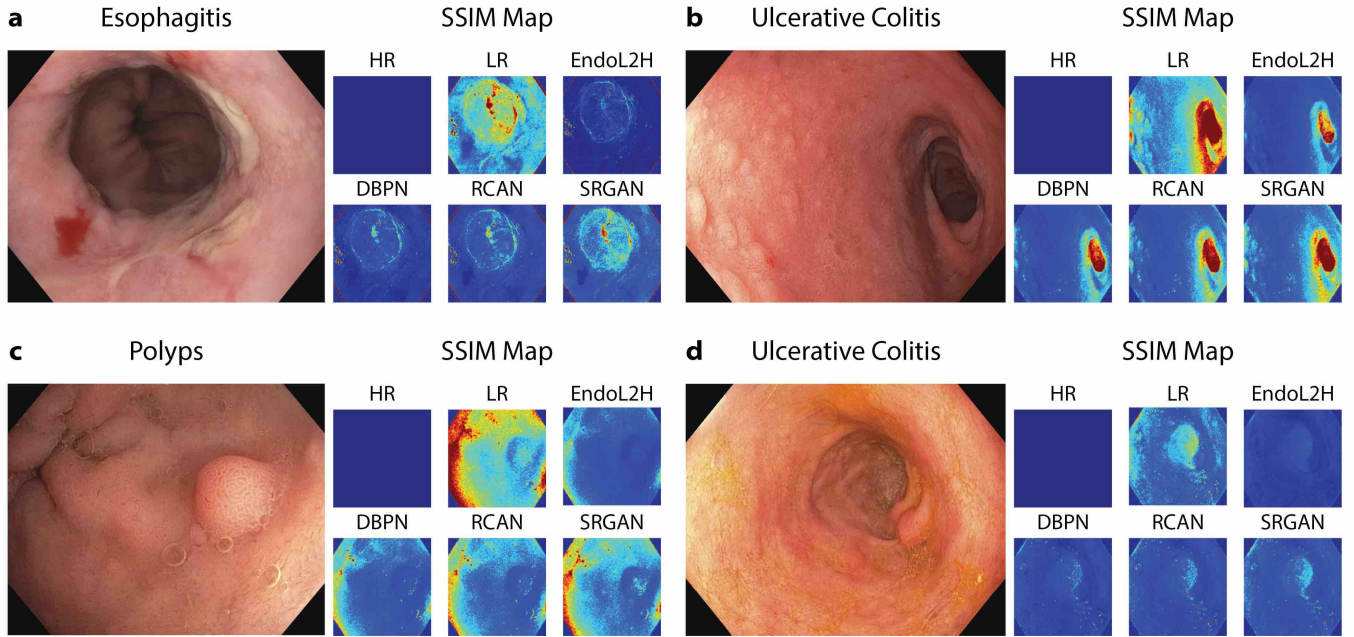 a Esophagitis SSIM Map
HR LR EndoL2H
DBPN RCAN SRGAN
b Ulcerative Colitis SSIM Map
HR LR EndoL2H
DBPN RCAN SRGAN
c Polyps SSIM Map
HR LR EndoL2H
DBPN RCAN SRGAN
d Ulcerative Colitis SSIM Map
HR LR EndoL2H
DBPN RCAN SRGAN